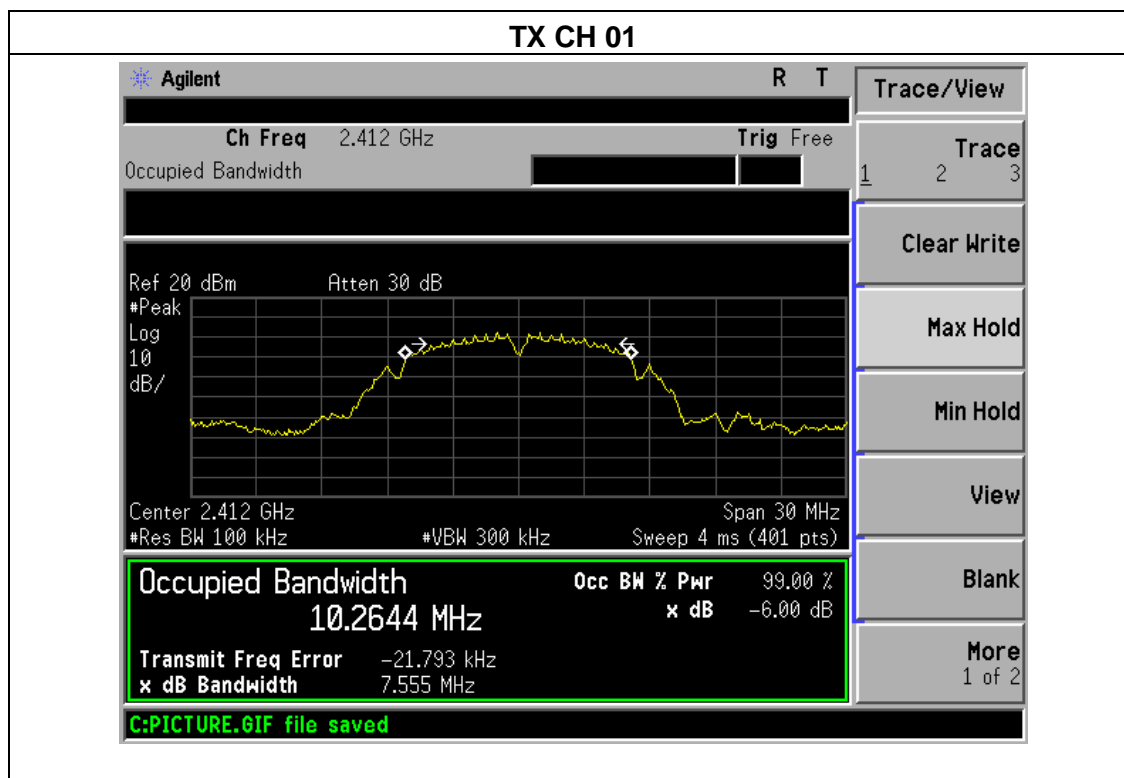 TX CH 01
Agilent R T
Trace/View
Ch Freq 2.412 GHz Trig Free
Occupied Bandwidth
Trace
1 2 3
Clear Write
Ref 20 dBm Atten 30 dB
#Peak
Log
10
dB/
Max Hold
Min Hold
View
Center 2.412 GHz Span 30 MHz
#Res BW 100 kHz #VBW 300 kHz Sweep 4 ms (401 pts)
Occupied Bandwidth Occ BW % Pwr 99.00 %
10.2644 MHz x dB -6.00 dB
Blank
Transmit Freq Error -21.793 kHz
x dB Bandwidth 7.555 MHz
More
1 of 2
C:PICTURE.GIF file saved